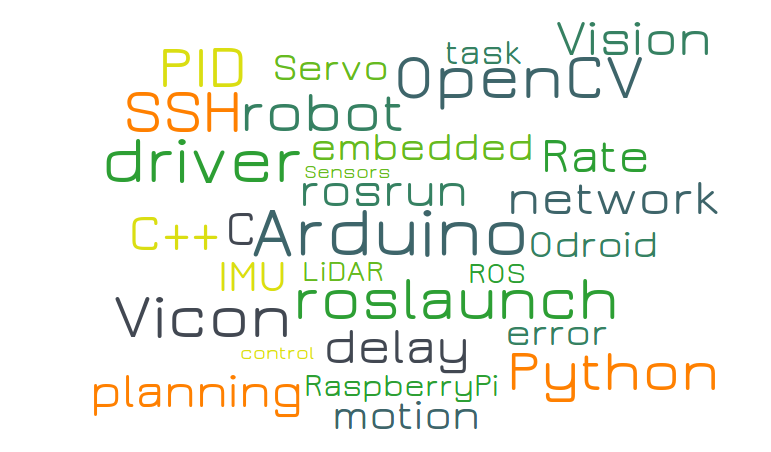 Vision
task
PID Servo OpenCV
SSH robot
driver embedded Rate
Sensors
rosrun network
C++ C Arduino Odroid
IMU LiDAR ROS
roslaunch
Vicon error
control delay Python
planning RaspberryPi
motion